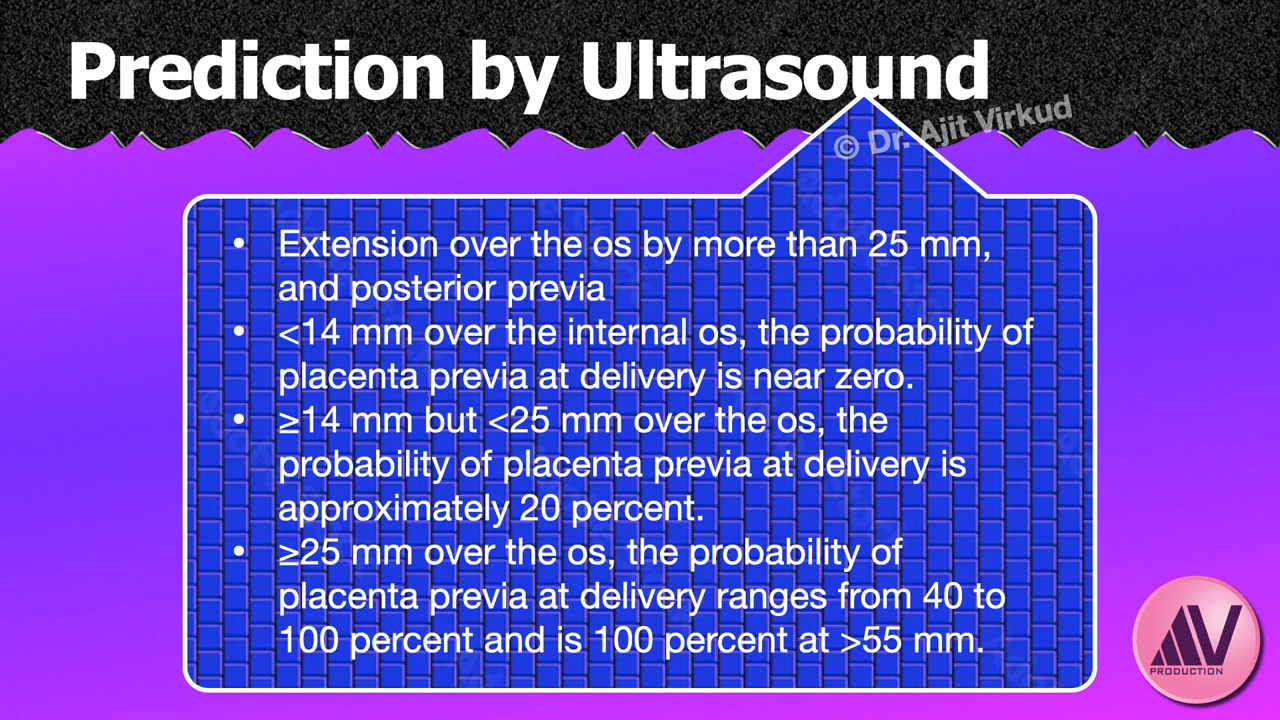 Prediction by Ultrasound
© Dr. Ajit Virkud
• Extension over the os by more than 25 mm,
and posterior previa
• <14 mm over the internal os, the probability of
placenta previa at delivery is near zero.
• ≥14 mm but <25 mm over the os, the
probability of placenta previa at delivery is
approximately 20 percent.
• ≥25 mm over the os, the probability of
placenta previa at delivery ranges from 40 to
100 percent and is 100 percent at >55 mm.
AV
PRODUCTION